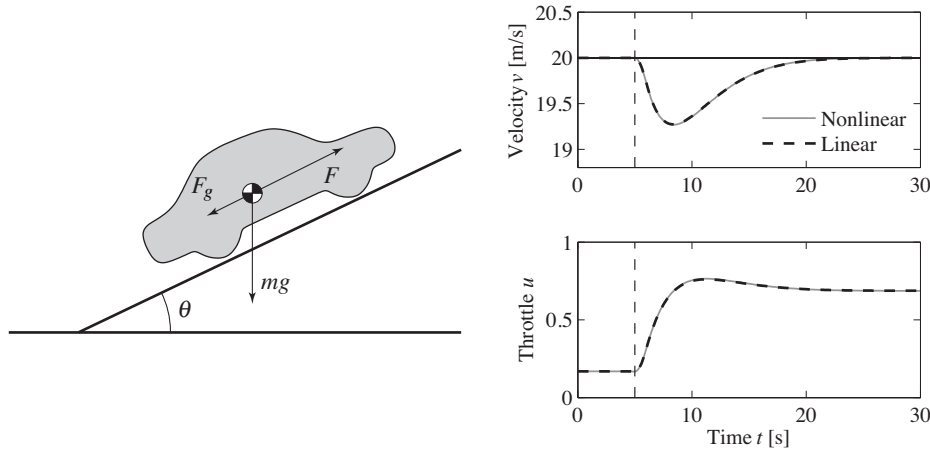 F_g
F
mg
θ
Velocity v [m/s]
20.5
20
19.5
19
0
10
20
30
Nonlinear
Linear
Throttle u
1
0.5
0
0
10
20
30
Time t [s]